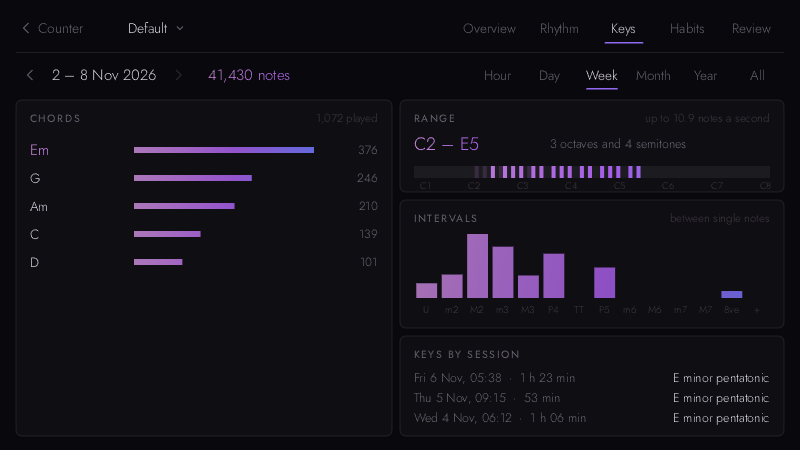 Counter
Default
Overview Rhythm Keys Habits Review
2 – 8 Nov 2026
41,430 notes
Hour Day Week Month Year All
CHORDS
1,072 played
Em 376
G 246
Am 210
C 139
D 101
RANGE
up to 10.9 notes a second
C2 – E5
3 octaves and 4 semitones
C1 C2 C3 C4 C5 C6 C7 C8
INTERVALS
between single notes
U m2 M2 m3 M3 P4 TT P5 m6 M6 m7 M7 8ve +
KEYS BY SESSION
Fri 6 Nov, 05:38 · 1 h 23 min E minor pentatonic
Thu 5 Nov, 09:15 · 53 min E minor pentatonic
Wed 4 Nov, 06:12 · 1 h 06 min E minor pentatonic